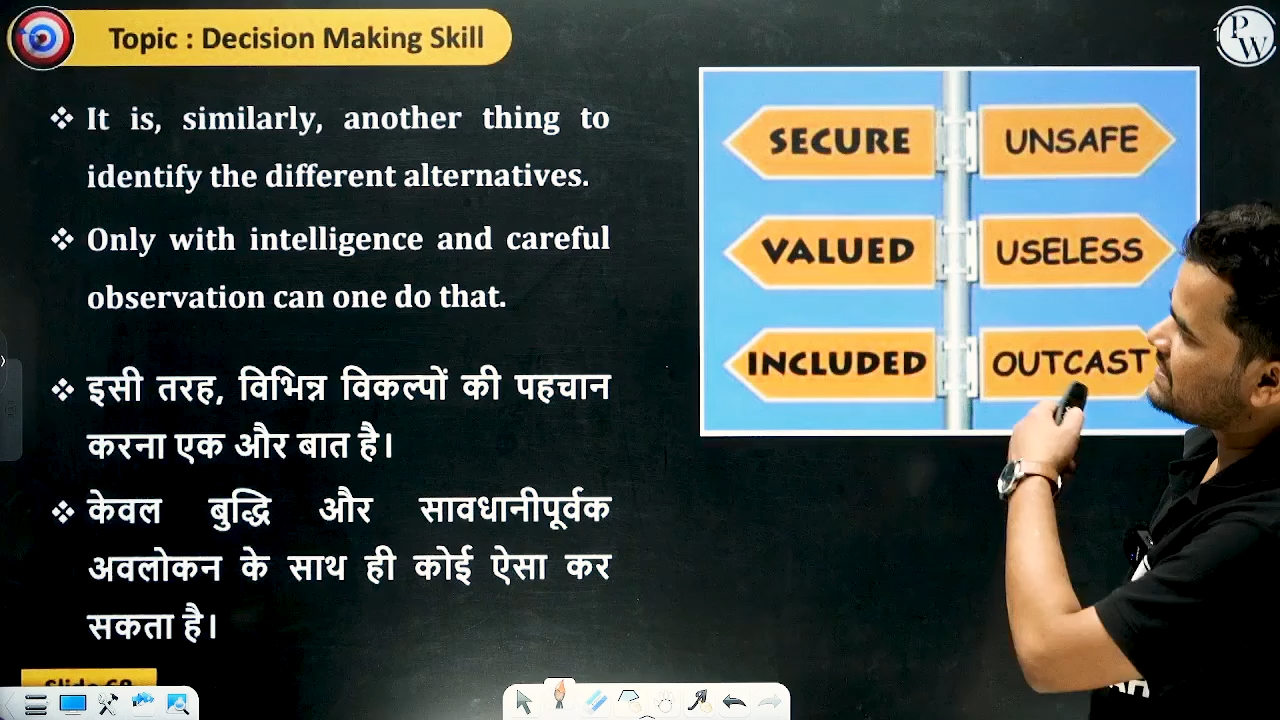 Topic : Decision Making Skill
PW
❖ It is, similarly, another thing to
identify the different alternatives.
❖ Only with intelligence and careful
observation can one do that.
❖ इसी तरह, विभिन्न विकल्पों की पहचान
करना एक और बात है।
❖ केवल बुद्धि और सावधानीपूर्वक
अवलोकन के साथ ही कोई ऐसा कर
सकता है।
SECURE UNSAFE
VALUED USELESS
INCLUDED OUTCAST